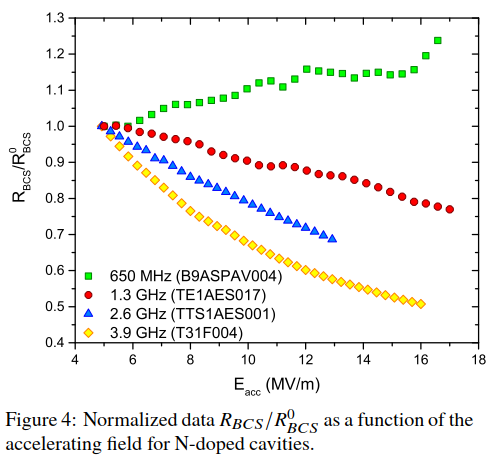 1.3
1.2
1.1
1.0
0.9
0.8
0.7
0.6
0.5
0.4
R_BCS/R^0_BCS
650 MHz (B9ASPAV004)
1.3 GHz (TE1AES017)
2.6 GHz (TTS1AES001)
3.9 GHz (T31F004)
4 6 8 10 12 14 16 18
E_acc (MV/m)
Figure 4: Normalized data R_BCS/R^0_BCS as a function of the
accelerating field for N-doped cavities.